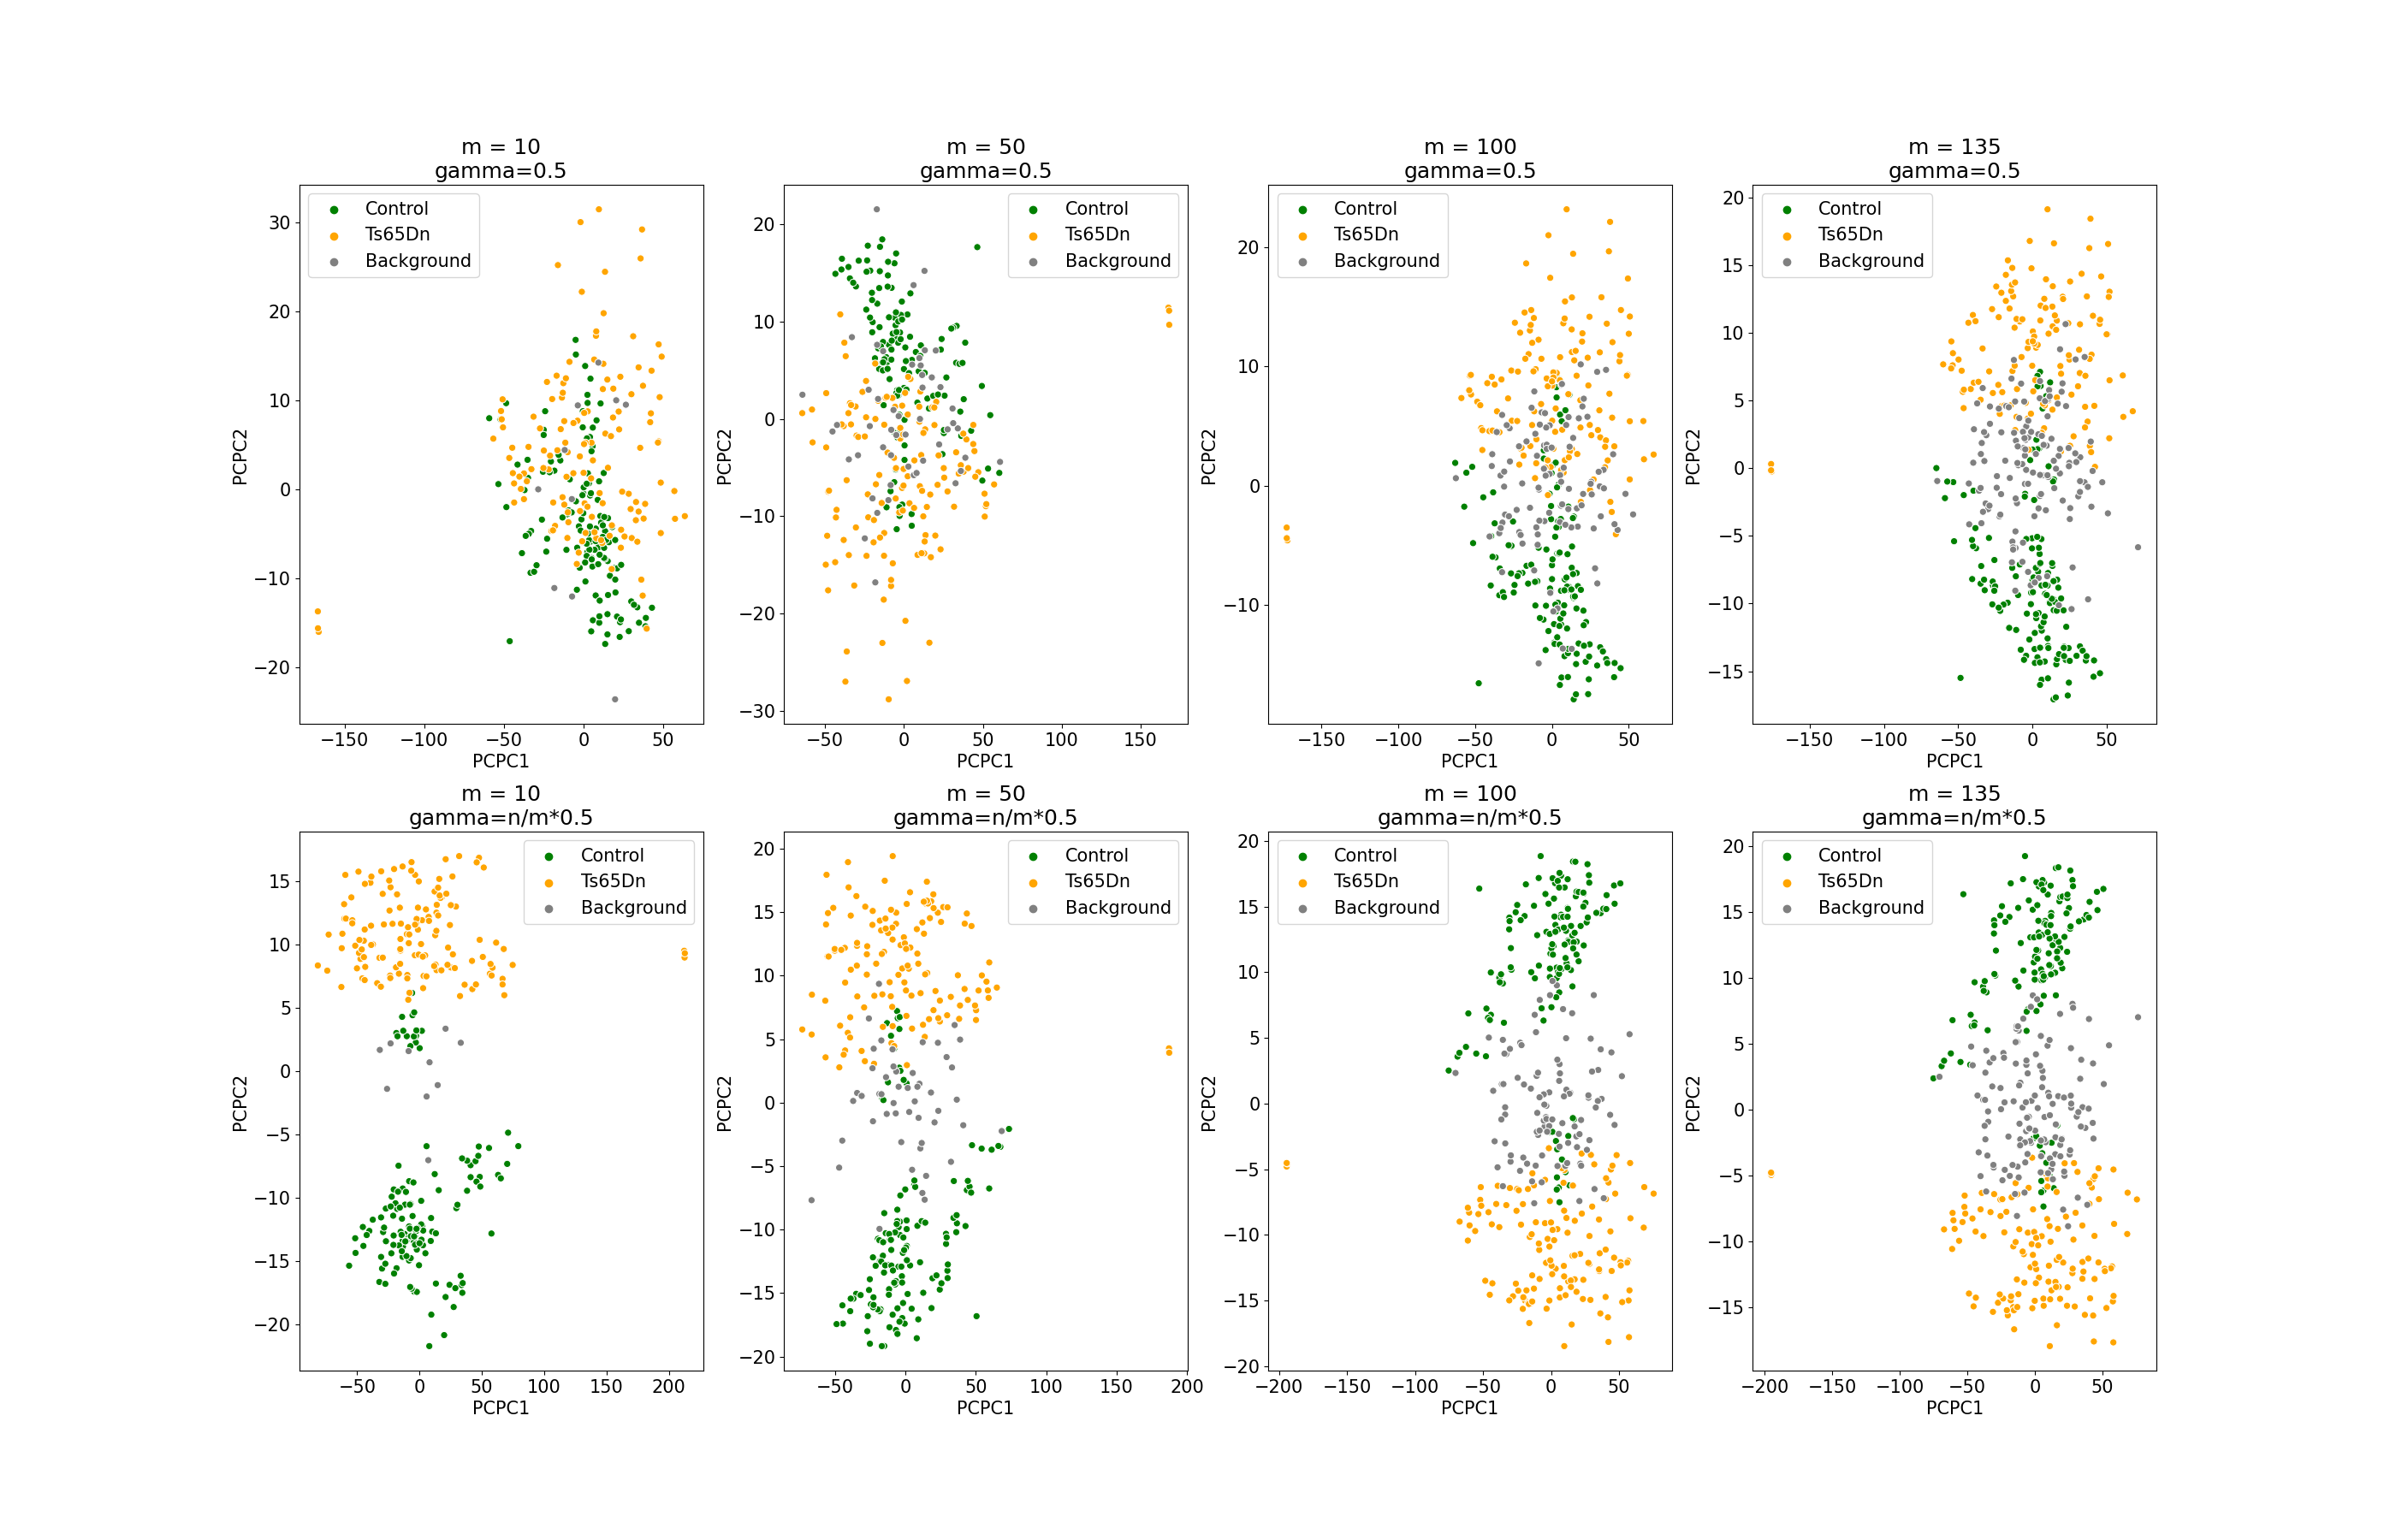 m = 10
gamma=0.5
Control
Ts65Dn
Background
30
20
10
0
−10
−20
PCPC2
−150
−100
−50
0
50
PCPC1
m = 50
gamma=0.5
Control
Ts65Dn
Background
20
10
0
−10
−20
−30
PCPC2
−50
0
50
100
150
PCPC1
m = 100
gamma=0.5
Control
Ts65Dn
Background
20
10
0
−10
PCPC2
−150
−100
−50
0
50
PCPC1
m = 135
gamma=0.5
Control
Ts65Dn
Background
20
15
10
5
0
−5
−10
−15
PCPC2
−150
−100
−50
0
50
PCPC1
m = 10
gamma=n/m*0.5
Control
Ts65Dn
Background
15
10
5
0
−5
−10
−15
−20
PCPC2
−50
0
50
100
150
200
PCPC1
m = 50
gamma=n/m*0.5
Control
Ts65Dn
Background
20
15
10
5
0
−5
−10
−15
−20
PCPC2
−50
0
50
100
150
200
PCPC1
m = 100
gamma=n/m*0.5
Control
Ts65Dn
Background
20
15
10
5
0
−5
−10
−15
−20
PCPC2
−200
−150
−100
−50
0
50
PCPC1
m = 135
gamma=n/m*0.5
Control
Ts65Dn
Background
20
15
10
5
0
−5
−10
−15
PCPC2
−200
−150
−100
−50
0
50
PCPC1